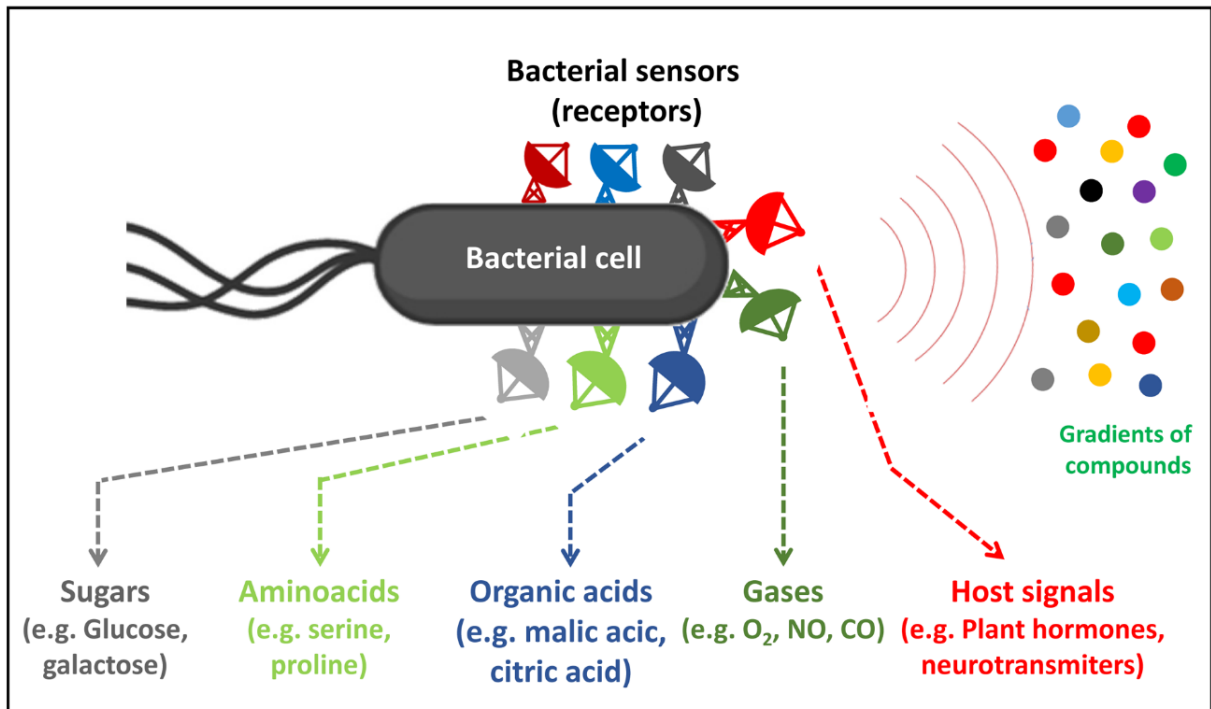 Bacterial sensors
(receptors)
Bacterial cell
Gradients of
compounds
Sugars
(e.g. Glucose,
galactose)
Aminoacids
(e.g. serine,
proline)
Organic acids
(e.g. malic acic,
citric acid)
Gases
(e.g. O₂, NO, CO)
Host signals
(e.g. Plant hormones,
neurotransmiters)